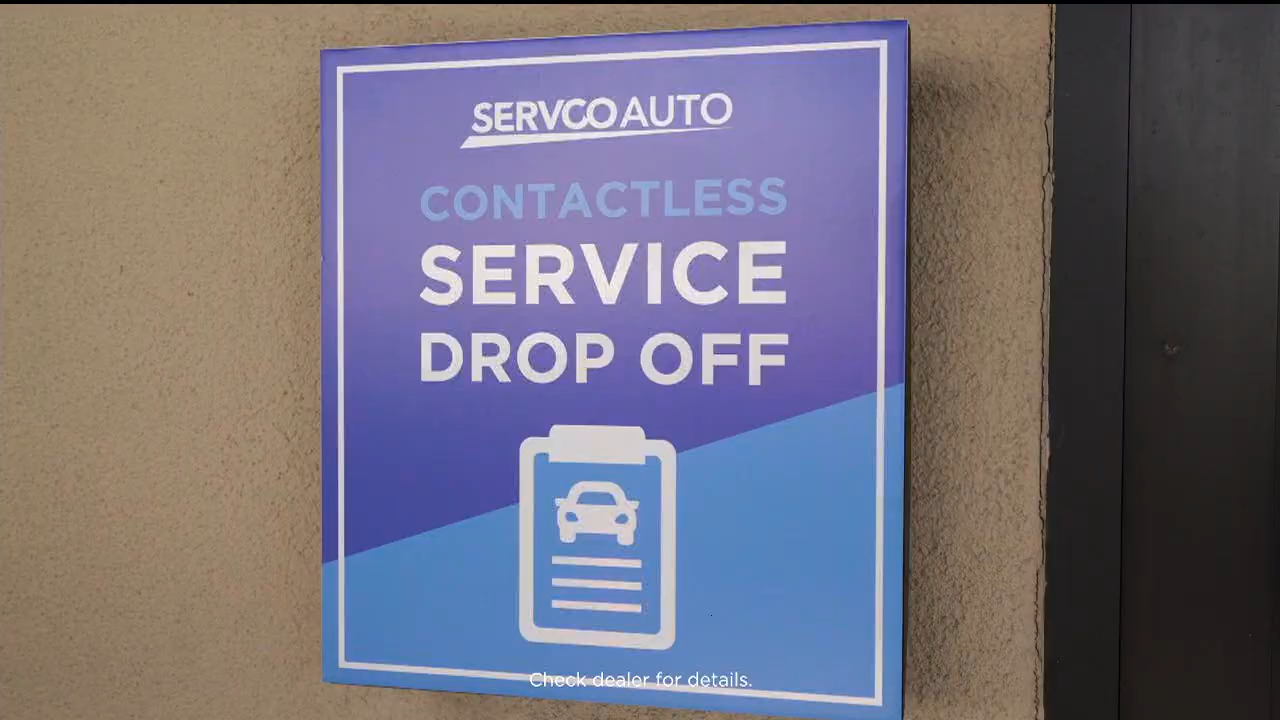 SERVCO AUTO
CONTACTLESS
SERVICE
DROP OFF
Check dealer for details.